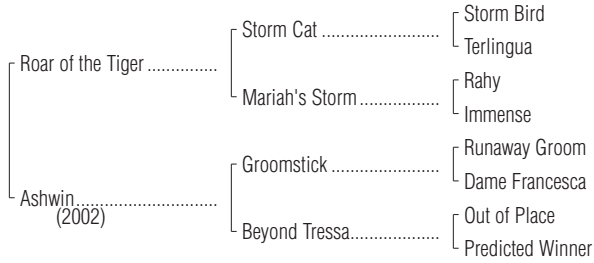 Storm Bird
Storm Cat ......................
Terlingua
Roar of the Tiger .............
Rahy
Mariah's Storm ...............
Immense
Runaway Groom
Groomstick ....................
Dame Francesca
Ashwin..........................
(2002)
Out of Place
Beyond Tressa.................
Predicted Winner